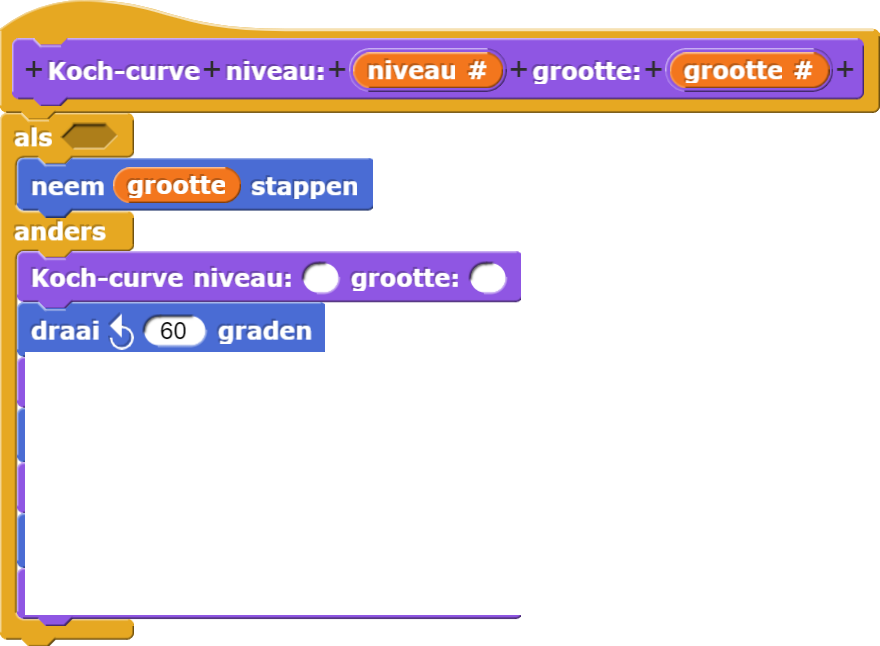 + Koch-curve + niveau: + niveau # + grootte: + grootte # +
als
neem grootte stappen
anders
Koch-curve niveau: grootte:
draai 60 graden